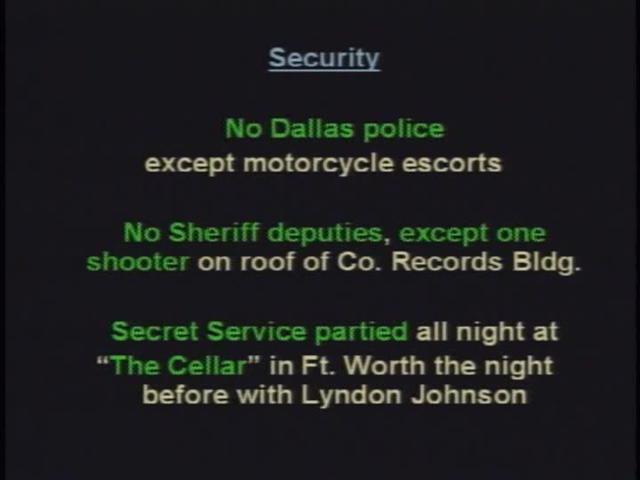 Security
No Dallas police
except motorcycle escorts
No Sheriff deputies, except one
shooter on roof of Co. Records Bldg.
Secret Service partied all night at
“The Cellar” in Ft. Worth the night
before with Lyndon Johnson